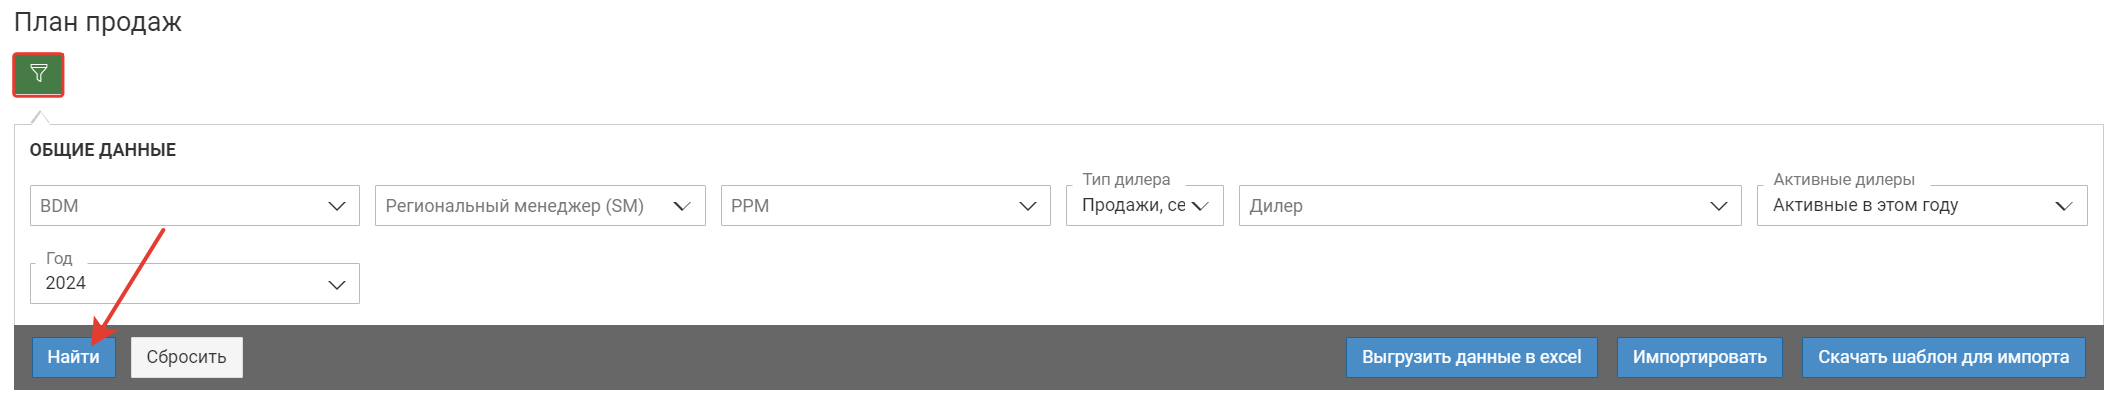 План продаж
ОБЩИЕ ДАННЫЕ
BDM
Региональный менеджер (SM)
PPM
Тип дилера
Продажи, се
Дилер
Активные дилеры
Активные в этом году
Год
2024
Найти
Сбросить
Выгрузить данные в excel
Импортировать
Скачать шаблон для импорта